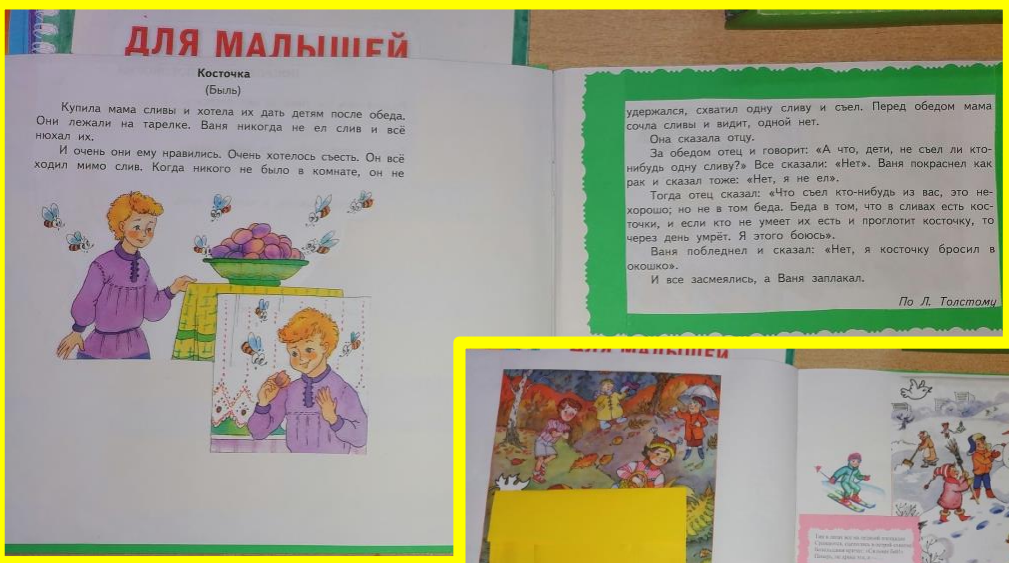 ДЛЯ МАЛЫШЕЙ
Косточка
(Быль)
Купила мама сливы и хотела их дать детям после обеда.
Они лежали на тарелке. Ваня никогда не ел слив и всё
нюхал их.
И очень они ему нравились. Очень хотелось съесть. Он всё
ходил мимо слив. Когда никого не было в комнате, он не
удержался, схватил одну сливу и съел. Перед обедом мама
сочла сливы и видит, одной нет.
Она сказала отцу.
За обедом отец и говорит: «А что, дети, не съел ли кто-
нибудь одну сливу?» Все сказали: «Нет». Ваня покраснел как
рак и сказал тоже: «Нет, я не ел».
Тогда отец сказал: «Что съел кто-нибудь из вас, это не-
хорошо; но не в том беда. Беда в том, что в сливах есть кос-
точки, и если кто не умеет их есть и проглотит косточку, то
через день умрёт. Я этого боюсь».
Ваня побледнел и сказал: «Нет, я косточку бросил в
окошко».
И все засмеялись, а Ваня заплакал.
По Л. Толстому
ДЛЯ МАЛЫШЕЙ